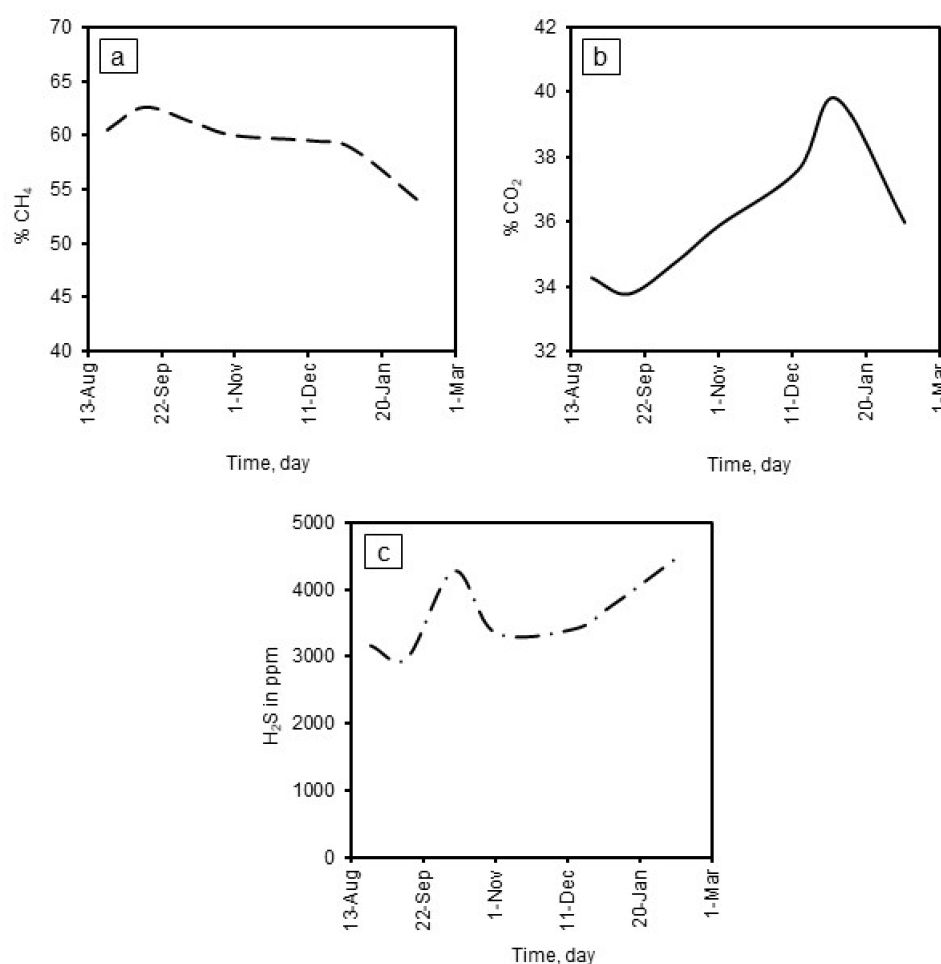 a
% CH₄
70
65
60
55
50
45
40
13-Aug
22-Sep
1-Nov
11-Dec
20-Jan
1-Mar
Time, day
b
% CO₂
42
40
38
36
34
32
13-Aug
22-Sep
1-Nov
11-Dec
20-Jan
1-Mar
Time, day
c
H₂S in ppm
5000
4000
3000
2000
1000
0
13-Aug
22-Sep
1-Nov
11-Dec
20-Jan
1-Mar
Time, day